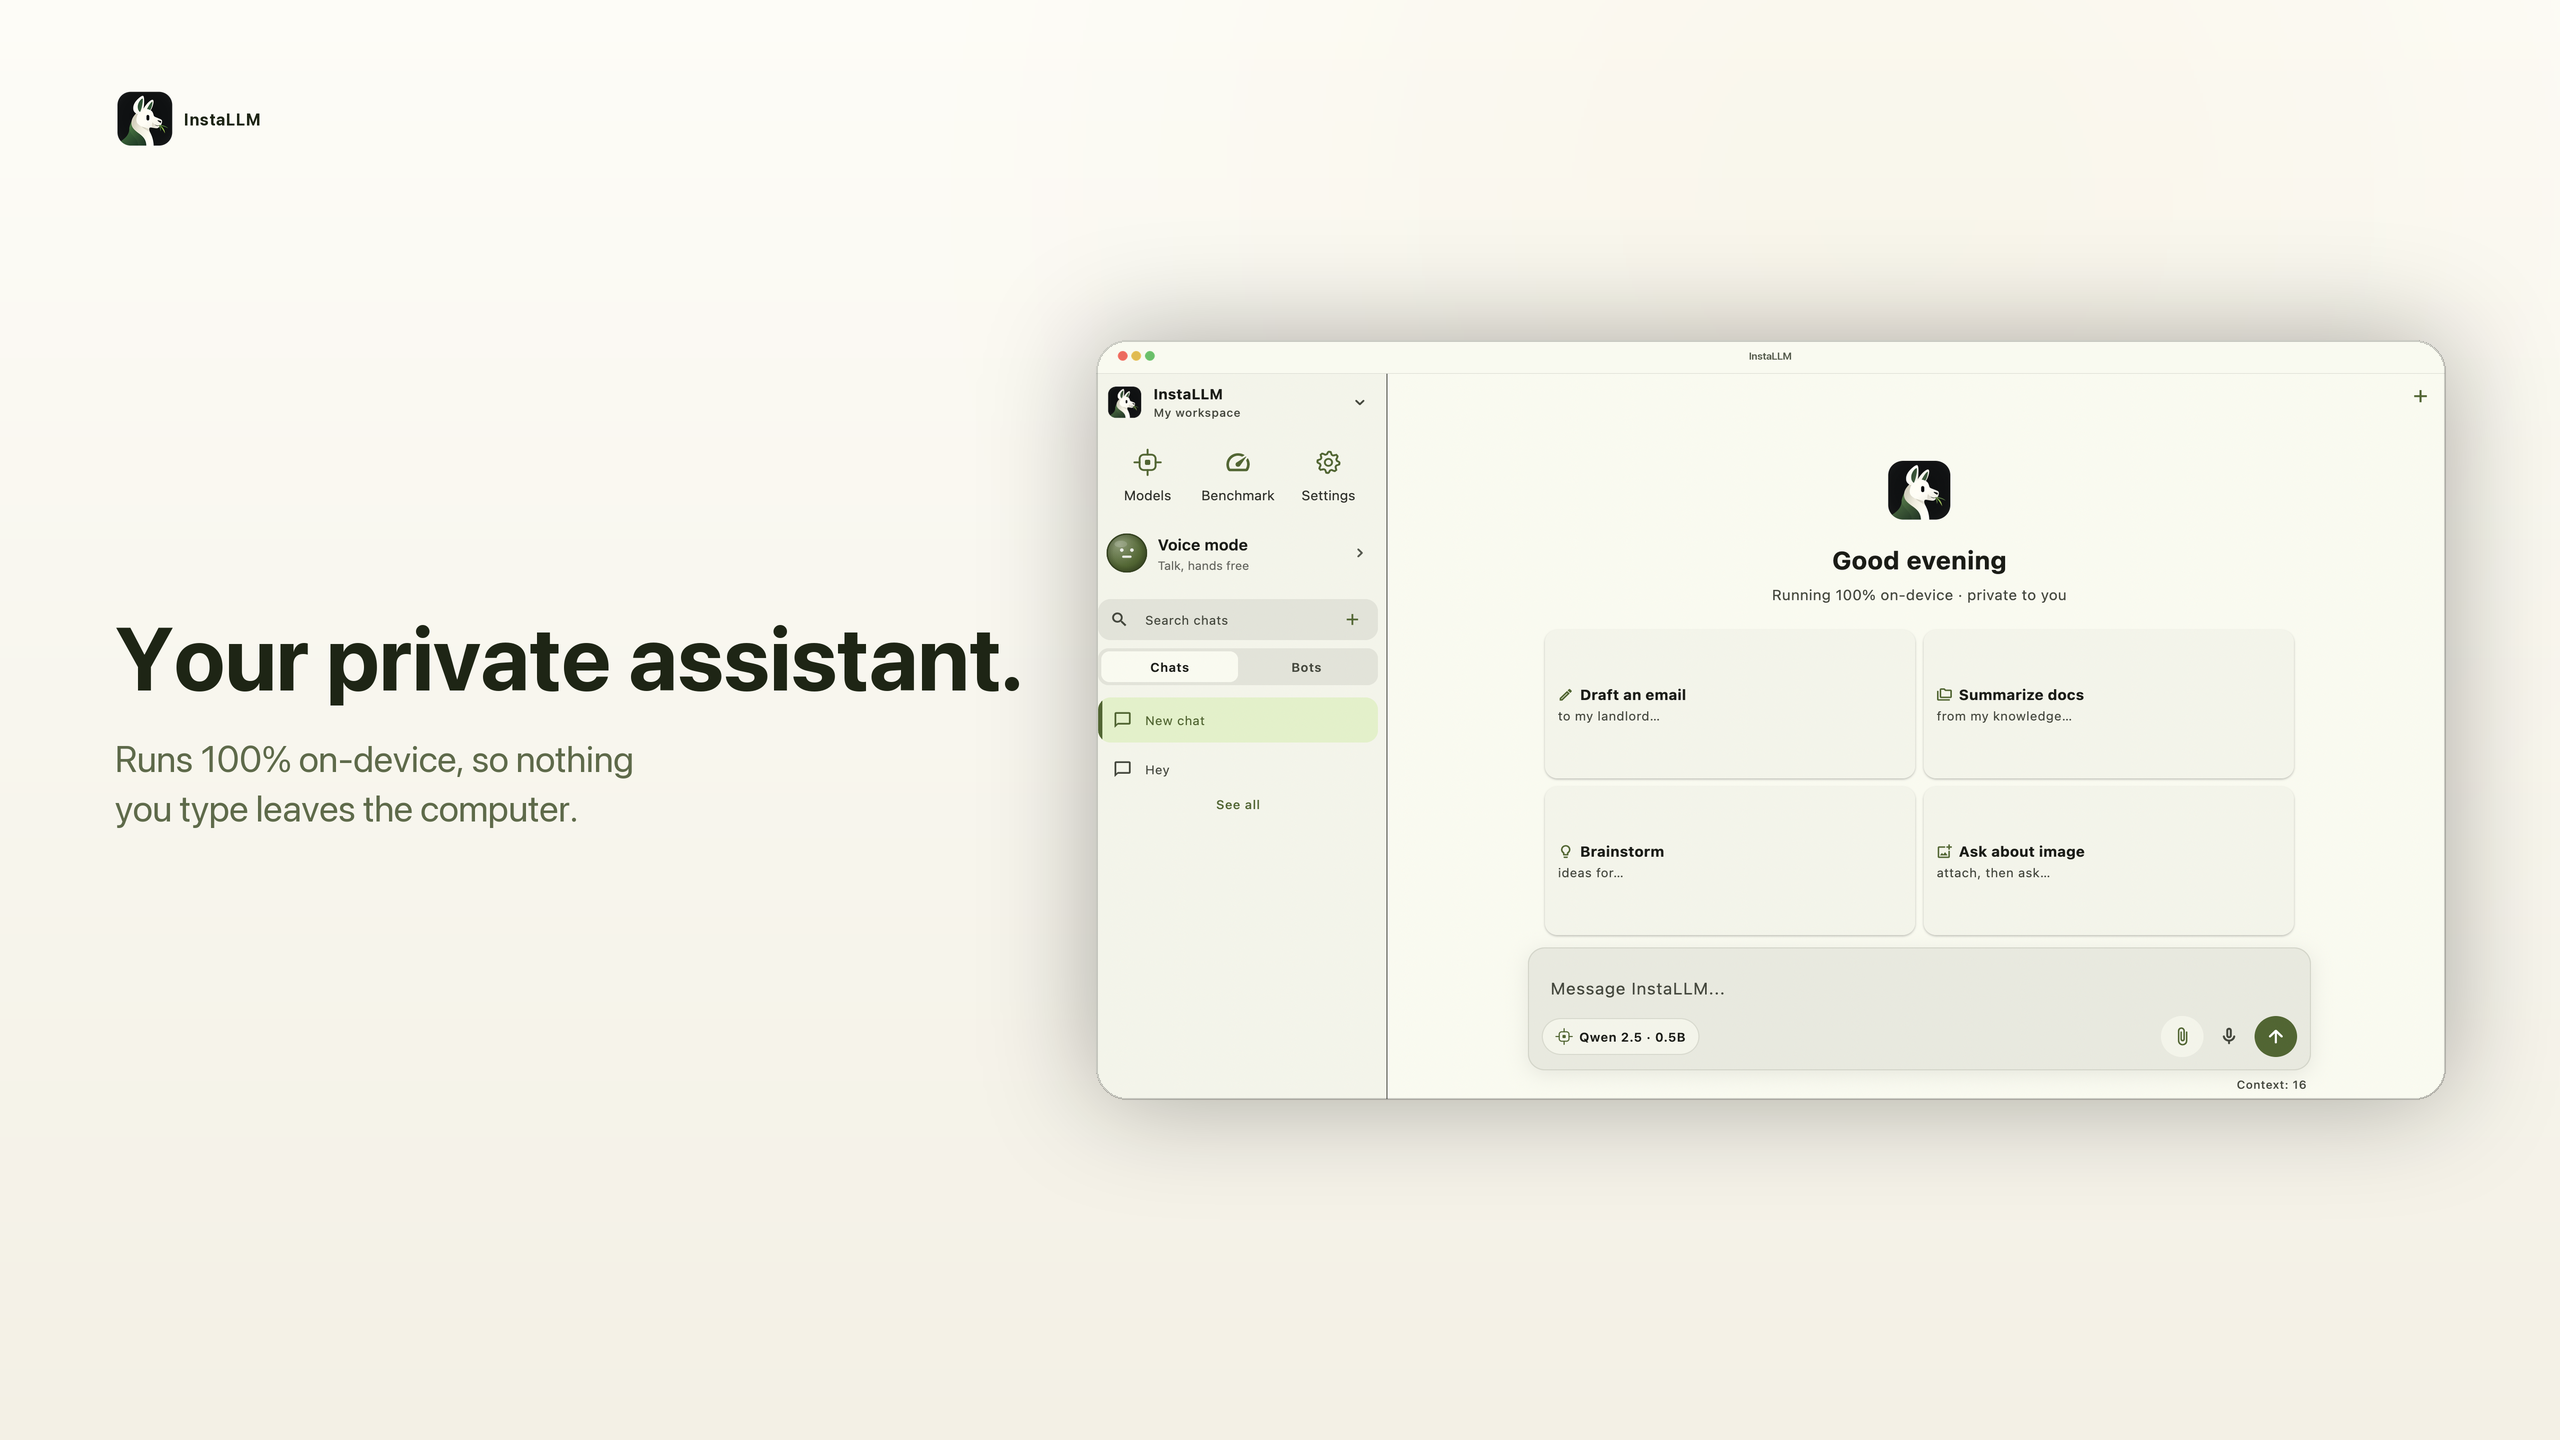 InstaLLM
Your private assistant.
Runs 100% on-device, so nothing
you type leaves the computer.
InstaLLM
InstaLLM
My workspace
Models
Benchmark
Settings
Voice mode
Talk, hands free
Search chats
Chats
Bots
New chat
Hey
See all
Good evening
Running 100% on-device · private to you
Draft an email
to my landlord...
Summarize docs
from my knowledge...
Brainstorm
ideas for...
Ask about image
attach, then ask...
Message InstaLLM...
Qwen 2.5 · 0.5B
Context: 16